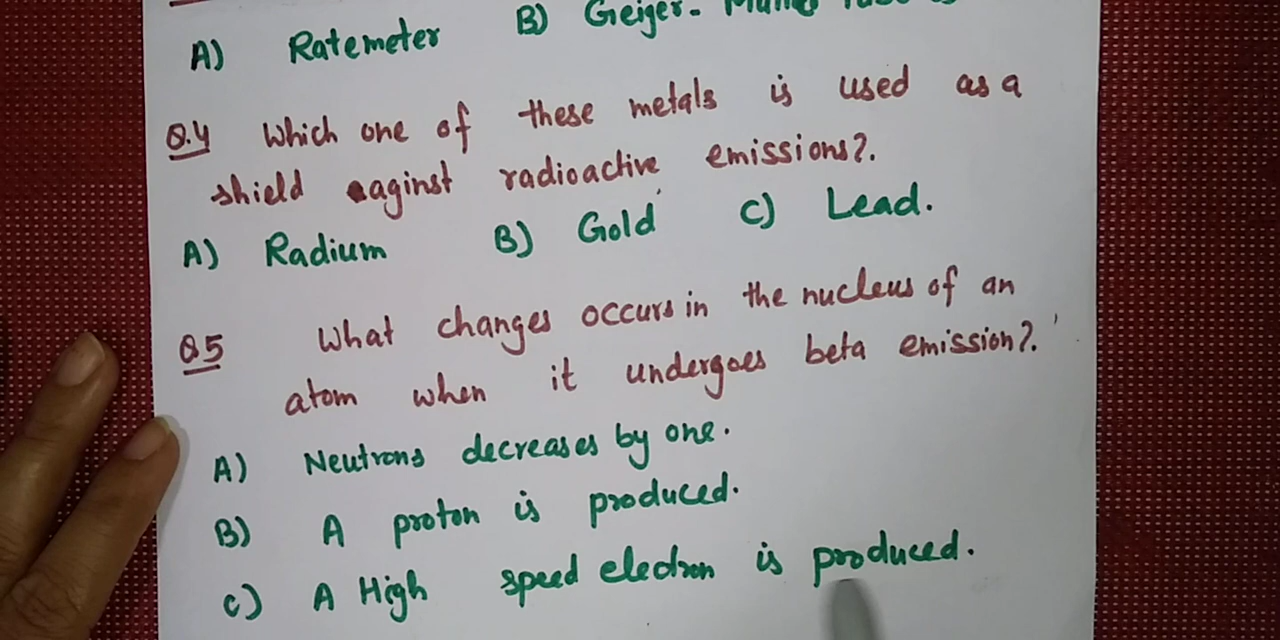 A) Ratemeter B) Geiger-
Q.4 Which one of these metals is used as a
shield aginst radioactive emissions?.
A) Radium B) Gold C) Lead.
Q5 What changes occurs in the nucleus of an
atom when it undergoes beta emission?.
A) Neutrons decreases by one.
B) A proton is produced.
C) A High speed electron is produced.